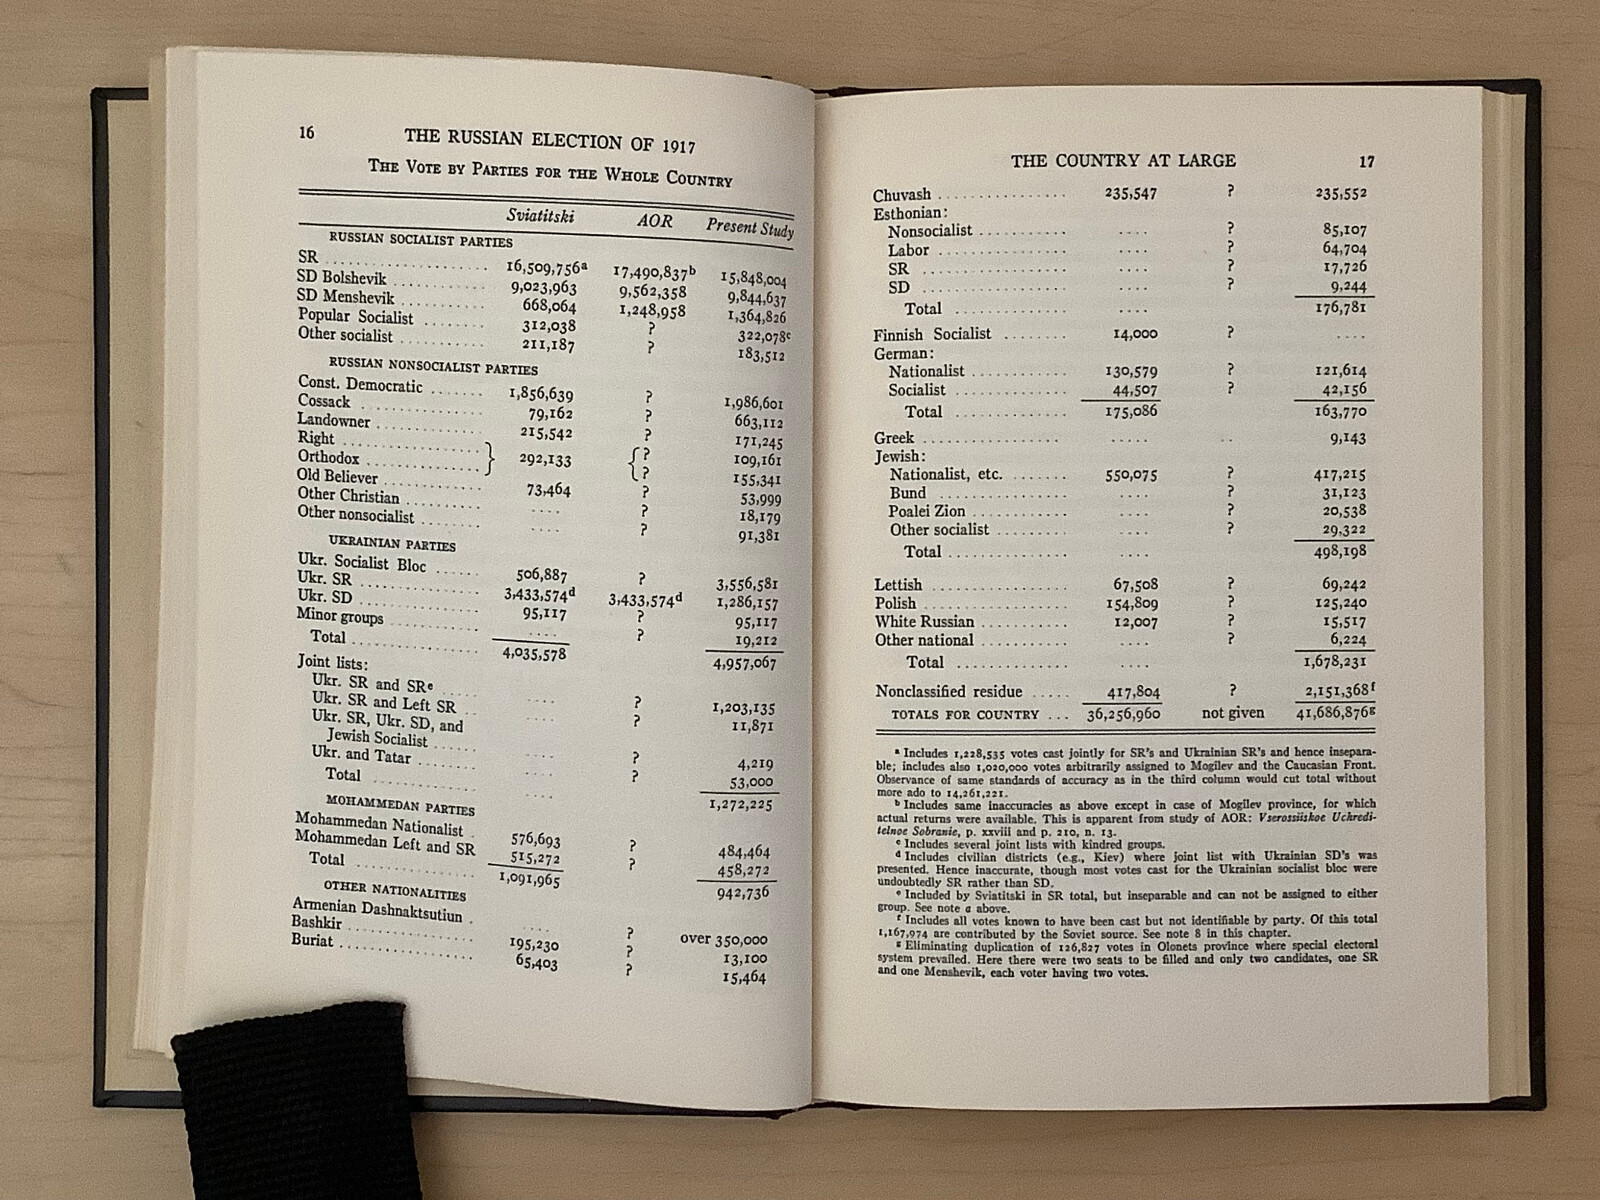 16 THE RUSSIAN ELECTION OF 1917
THE VOTE BY PARTIES FOR THE WHOLE COUNTRY
Sviatitski AOR Present Study
RUSSIAN SOCIALIST PARTIES
SR .................... 16,509,756a 17,490,837b 15,848,004
SD Bolshevik ............ 9,023,963 9,562,358 9,844,637
SD Menshevik ........... 668,064 1,248,958 1,364,826
Popular Socialist ........ 312,038 ? 322,078c
Other socialist ........... 211,187 ? 183,512
RUSSIAN NONSOCIALIST PARTIES
Const. Democratic ....... 1,856,639 ? 1,986,601
Cossack ................ 79,162 ? 663,112
Landowner .............. 215,542 ? 171,245
Right ................... } 292,133 { ? 109,161
Orthodox ............... } { ? 155,341
Old Believer ............ 73,464 ? 53,999
Other Christian .......... .... ? 18,179
Other nonsocialist ........ .... ? 91,381
UKRAINIAN PARTIES
Ukr. Socialist Bloc ...... 506,887 ? 3,556,581
Ukr. SR ................ 3,433,574d 3,433,574d 1,286,157
Ukr. SD ................ 95,117 ? 95,117
Minor groups ........... .... ? 19,212
Total ................. 4,035,578 4,957,067
Joint lists:
Ukr. SR and SRe ..... .... ? 1,203,135
Ukr. SR and Left SR .. .... ? 11,871
Ukr. SR, Ukr. SD, and
Jewish Socialist ...... .... ? 4,219
Ukr. and Tatar ........ .... ? 53,000
Total ............... .... 1,272,225
MOHAMMEDAN PARTIES
Mohammedan Nationalist . 576,693 ? 484,464
Mohammedan Left and SR 515,272 ? 458,272
Total ................ 1,091,965 942,736
OTHER NATIONALITIES
Armenian Dashnaktsutiun . .... ? over 350,000
Bashkir ................. 195,230 ? 13,100
Buriat .................. 65,403 ? 15,464
THE COUNTRY AT LARGE 17
Chuvash ................ 235,547 ? 235,552
Esthonian:
Nonsocialist ........... .... ? 85,107
Labor ................. .... ? 64,704
SR ................... .... ? 17,726
SD ................... .... ? 9,244
Total ............... .... 176,781
Finnish Socialist ........ 14,000 ? ....
German:
Nationalist ............ 130,579 ? 121,614
Socialist .............. 44,507 ? 42,156
Total .............. 175,086 163,770
Greek .................. ..... .. 9,143
Jewish:
Nationalist, etc. ....... 550,075 ? 417,215
Bund ................. .... ? 31,123
Poalei Zion ............ .... ? 20,538
Other socialist ......... .... ? 29,322
Total ............... .... 498,198
Lettish ................. 67,508 ? 69,242
Polish .................. 154,809 ? 125,240
White Russian ........... 12,007 ? 15,517
Other national .......... .... ? 6,224
Total .............. .... 1,678,231
Nonclassified residue ..... 417,804 ? 2,151,368f
TOTALS FOR COUNTRY ... 36,256,960 not given 41,686,876g
a Includes 1,228,535 votes cast jointly for SR's and Ukrainian SR's and hence insepara-
ble; includes also 1,020,000 votes arbitrarily assigned to Mogilev and the Caucasian Front.
Observance of same standards of accuracy as in the third column would cut total without
more ado to 14,261,221.
b Includes same inaccuracies as above except in case of Mogilev province, for which
actual returns were available. This is apparent from study of AOR: Vserossiiskoe Uchredi-
telnoe Sobranie, p. xxviii and p. 210, n. 13.
c Includes several joint lists with kindred groups.
d Includes civilian districts (e.g., Kiev) where joint list with Ukrainian SD's was
presented. Hence inaccurate, though most votes cast for the Ukrainian socialist bloc were
undoubtedly SR rather than SD.
e Included by Sviatitski in SR total, but inseparable and can not be assigned to either
group. See note a above.
f Includes all votes known to have been cast but not identifiable by party. Of this total
1,167,974 are contributed by the Soviet source. See note 8 in this chapter.
g Eliminating duplication of 126,827 votes in Olonets province where special electoral
system prevailed. Here there were two seats to be filled and only two candidates, one SR
and one Menshevik, each voter having two votes.